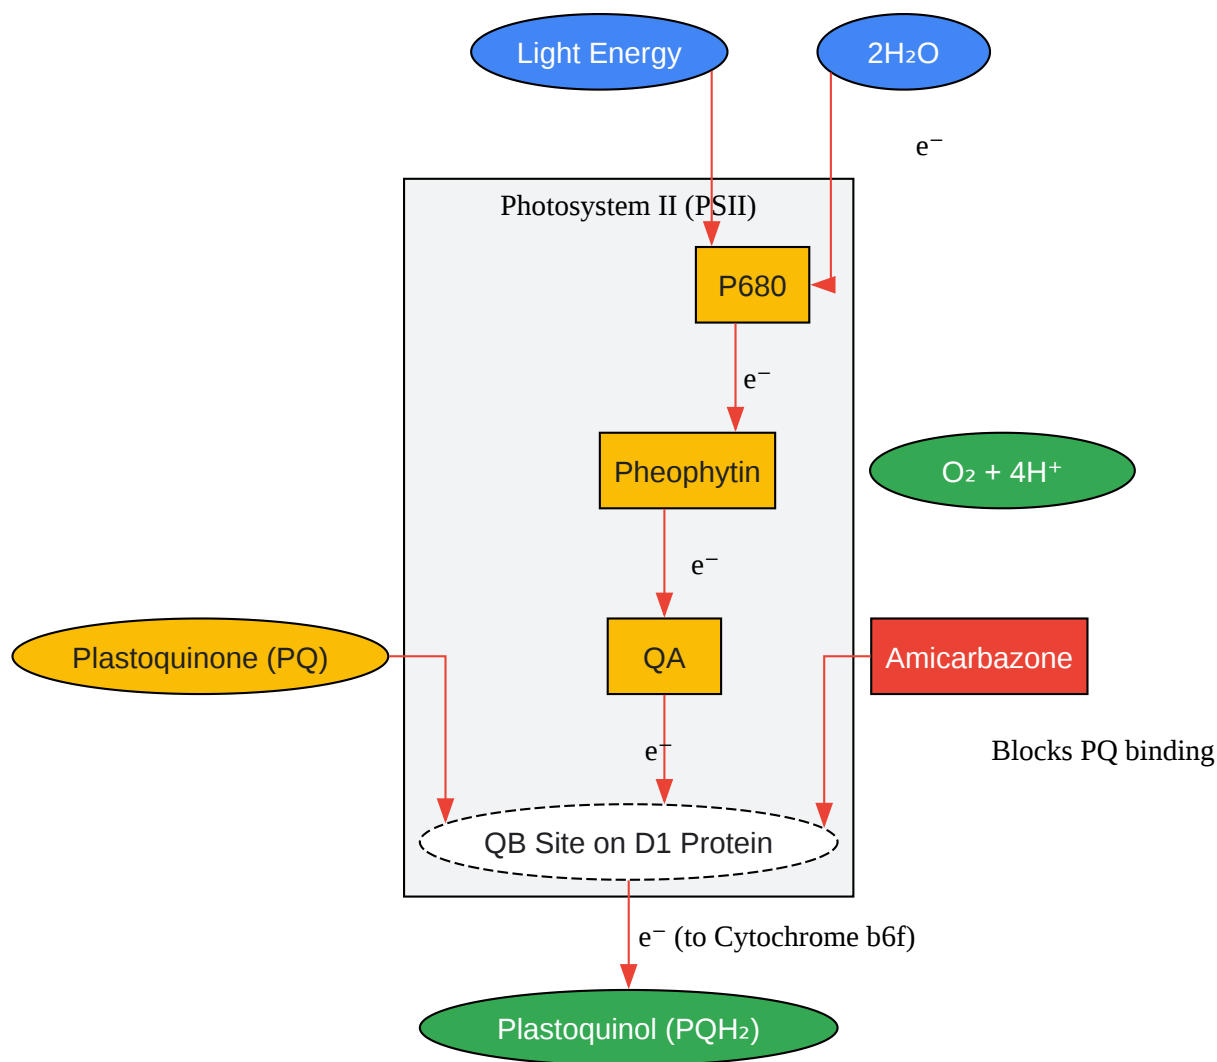 Light Energy
2H₂O
e⁻
Photosystem II (PSII)
P680
e⁻
Pheophytin
O₂ + 4H⁺
e⁻
Plastoquinone (PQ)
QA
Amicarbazone
e⁻
Blocks PQ binding
QB Site on D1 Protein
e⁻ (to Cytochrome b6f)
Plastoquinol (PQH₂)